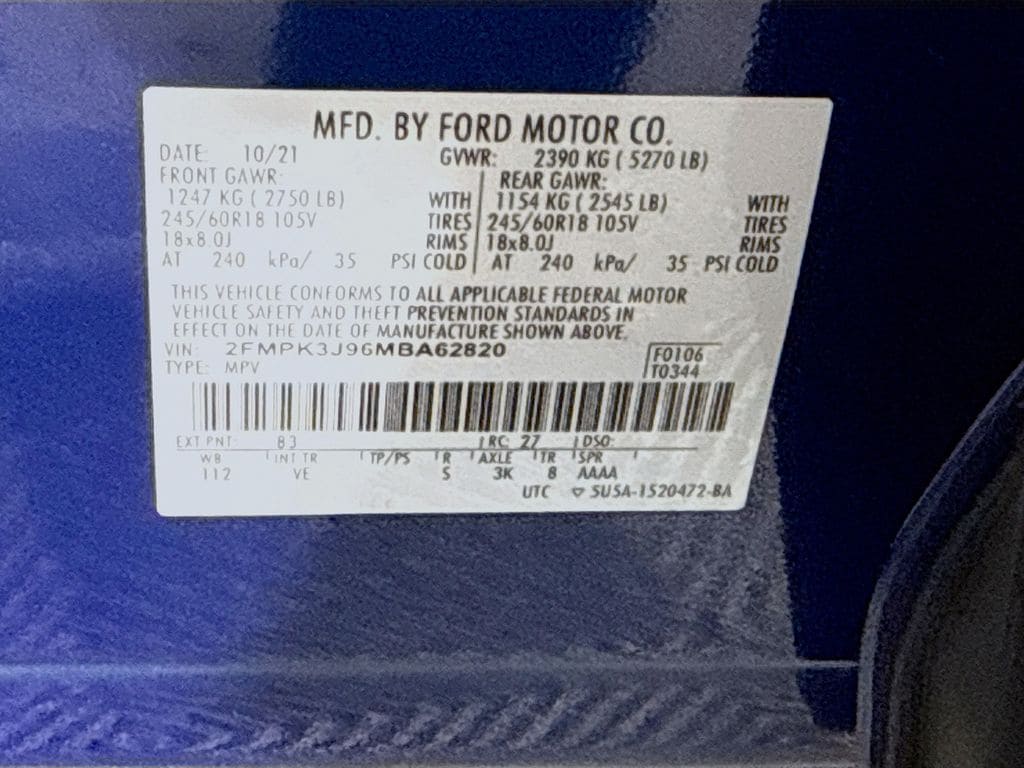 MFD. BY FORD MOTOR CO.
DATE: 10/21 GVWR: 2390 KG ( 5270 LB)
FRONT GAWR: REAR GAWR:
1247 KG ( 2750 LB) WITH 1154 KG ( 2545 LB) WITH
245/60R18 105V TIRES 245/60R18 105V TIRES
18x8.0J RIMS 18x8.0J RIMS
AT 240 kPa/ 35 PSI COLD AT 240 kPa/ 35 PSI COLD
THIS VEHICLE CONFORMS TO ALL APPLICABLE FEDERAL MOTOR
VEHICLE SAFETY AND THEFT PREVENTION STANDARDS IN
EFFECT ON THE DATE OF MANUFACTURE SHOWN ABOVE.
VIN: 2FMPK3J96MBA62820 F0106
TYPE: MPV T0344
EXT PNT: B3 RC: 27 DSO:
WB INT TR TP/PS R AXLE TR SPR
112 VE S 3K 8 AAAA
UTC ▽ 5U5A-1520472-BA